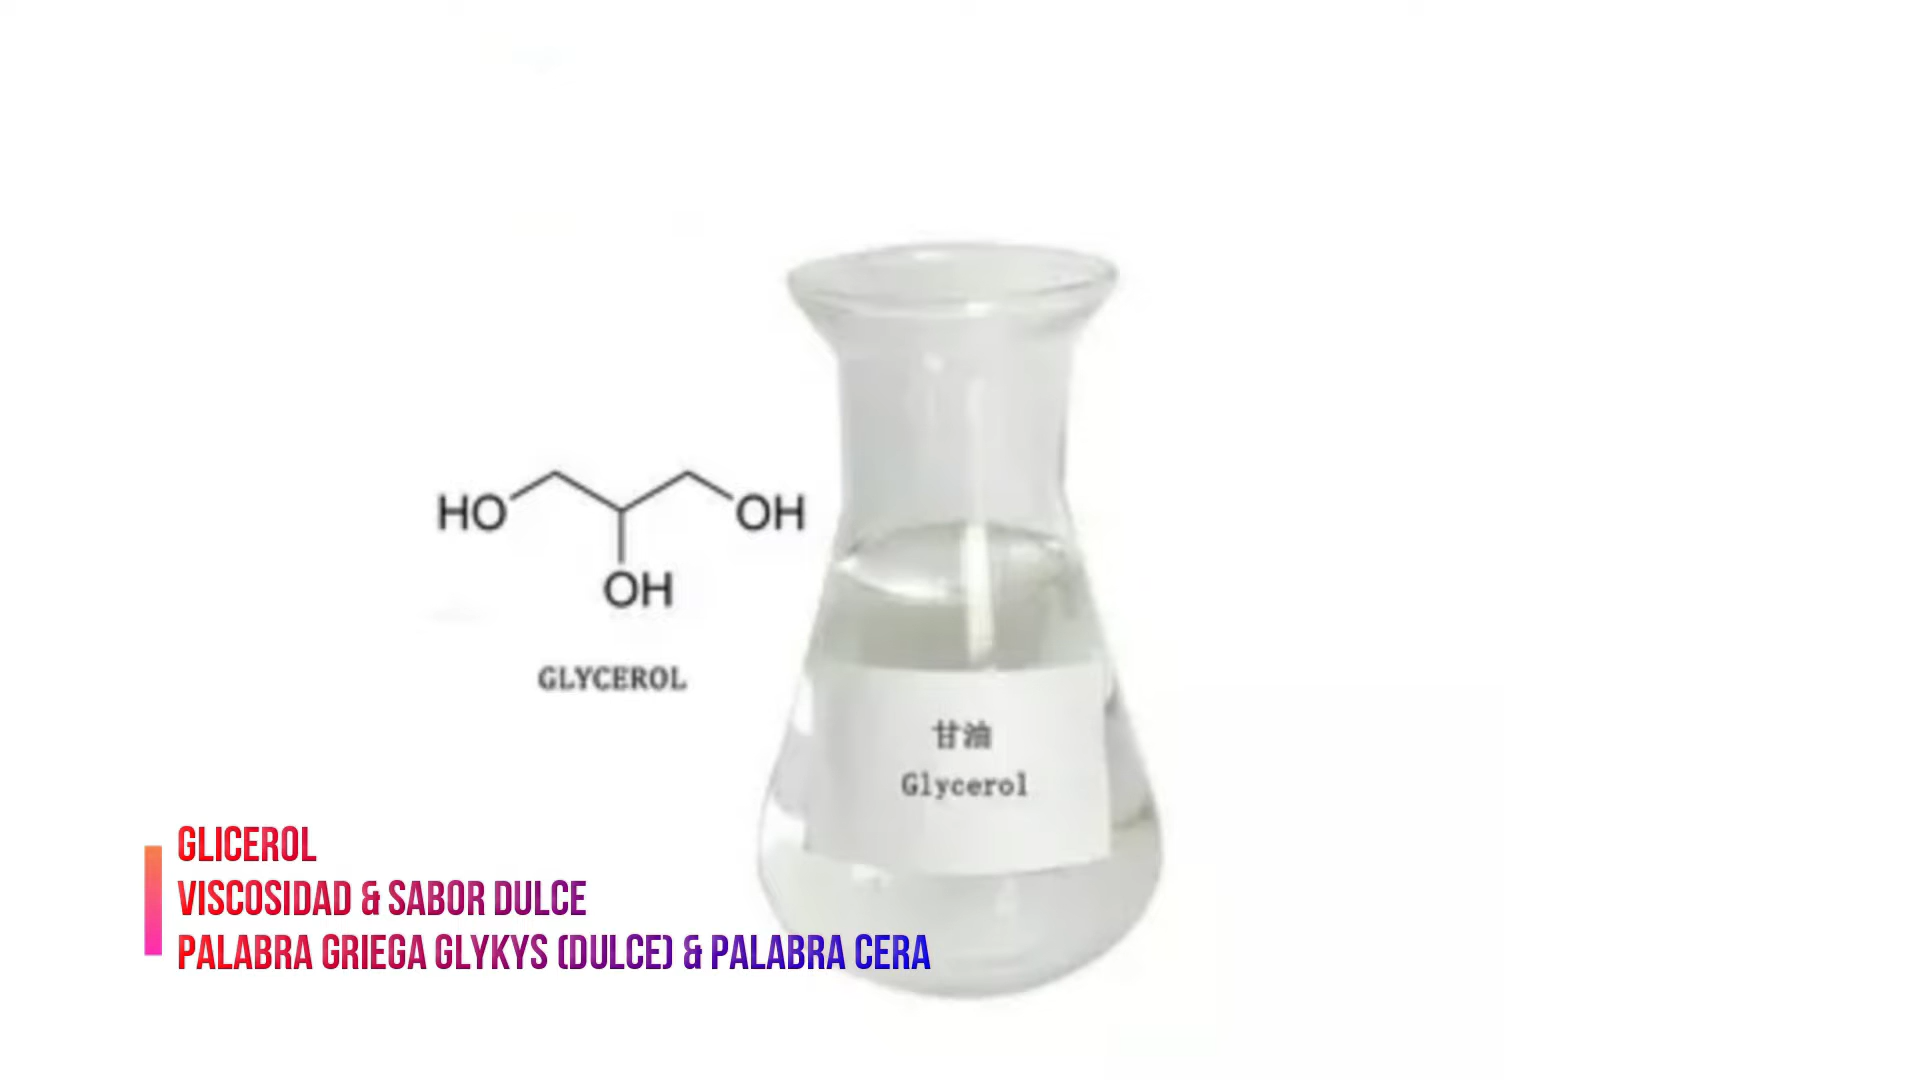 HO
OH
OH
GLYCEROL
甘油
Glycerol
GLICEROL
VISCOSIDAD & SABOR DULCE
PALABRA GRIEGA GLYKYS (DULCE) & PALABRA CERA